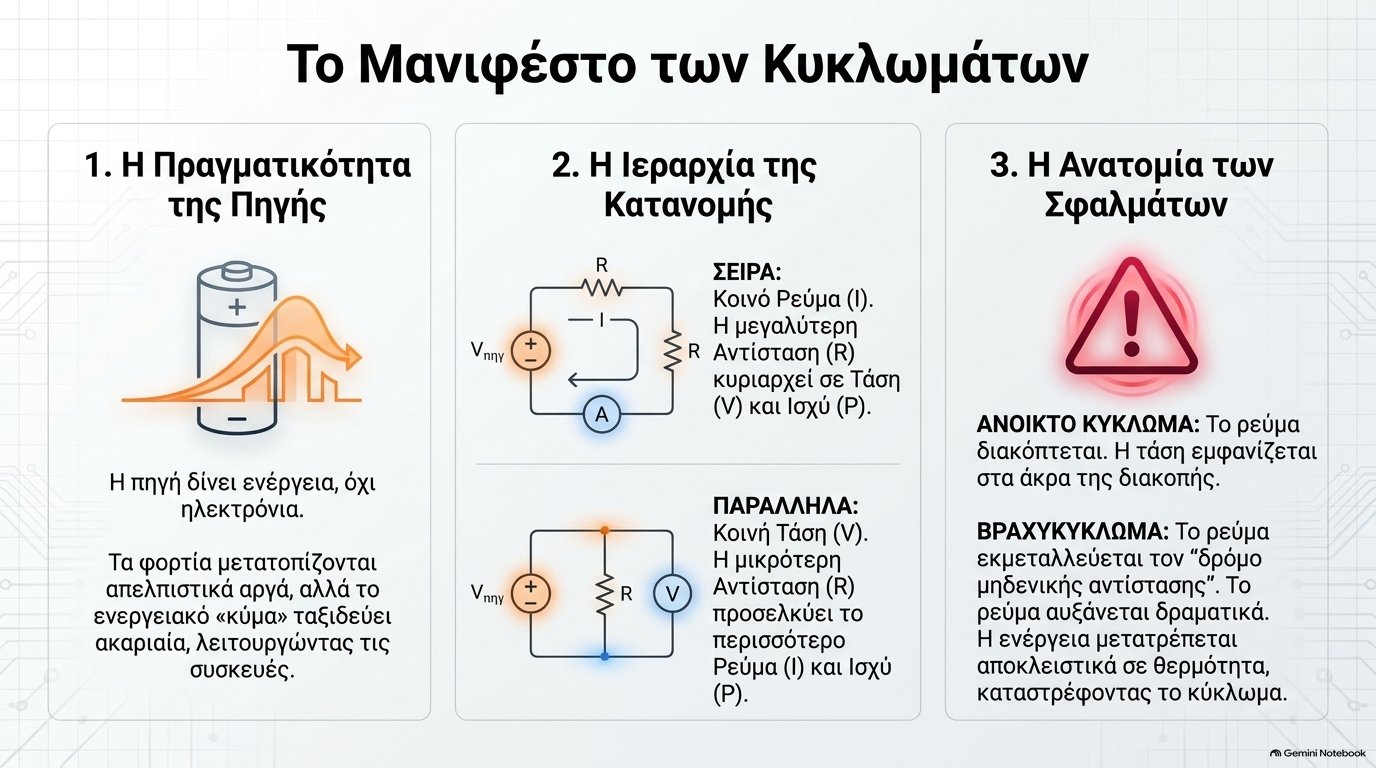 Το Μανιφέστο των Κυκλωμάτων
1. Η Πραγματικότητα
της Πηγής
+
−
Η πηγή δίνει ενέργεια, όχι
ηλεκτρόνια.
Τα φορτία μετατοπίζονται
απελπιστικά αργά, αλλά το
ενεργειακό «κύμα» ταξιδεύει
ακαριαία, λειτουργώντας τις
συσκευές.
2. Η Ιεραρχία της
Κατανομής
R
I
Vπηγ
+
−
R
A
ΣΕΙΡΑ:
Κοινό Ρεύμα (I).
Η μεγαλύτερη
Αντίσταση (R)
κυριαρχεί σε Τάση
(V) και Ισχύ (P).
Vπηγ
+
−
R
V
ΠΑΡΑΛΛΗΛΑ:
Κοινή Τάση (V).
Η μικρότερη
Αντίσταση (R)
προσελκύει το
περισσότερο
Ρεύμα (I) και Ισχύ
(P).
3. Η Ανατομία των
Σφαλμάτων
!
ΑΝΟΙΚΤΟ ΚΥΚΛΩΜΑ: Το ρεύμα
διακόπτεται. Η τάση εμφανίζεται
στα άκρα της διακοπής.
ΒΡΑΧΥΚΥΚΛΩΜΑ: Το ρεύμα
εκμεταλλεύεται τον “δρόμο
μηδενικής αντίστασης”. Το
ρεύμα αυξάνεται δραματικά.
Η ενέργεια μετατρέπεται
αποκλειστικά σε θερμότητα,
καταστρέφοντας το κύκλωμα.
Gemini Notebook